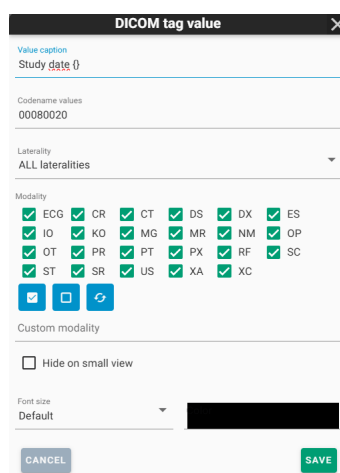 DICOM tag value
Value caption
Study date {}
Codename values
00080020
Laterality
ALL lateralities
Modality
ECG CR CT DS DX ES
IO KO MG MR NM OP
OT PR PT PX RF SC
ST SR US XA XC
Custom modality
Hide on small view
Font size
Default
CANCEL SAVE